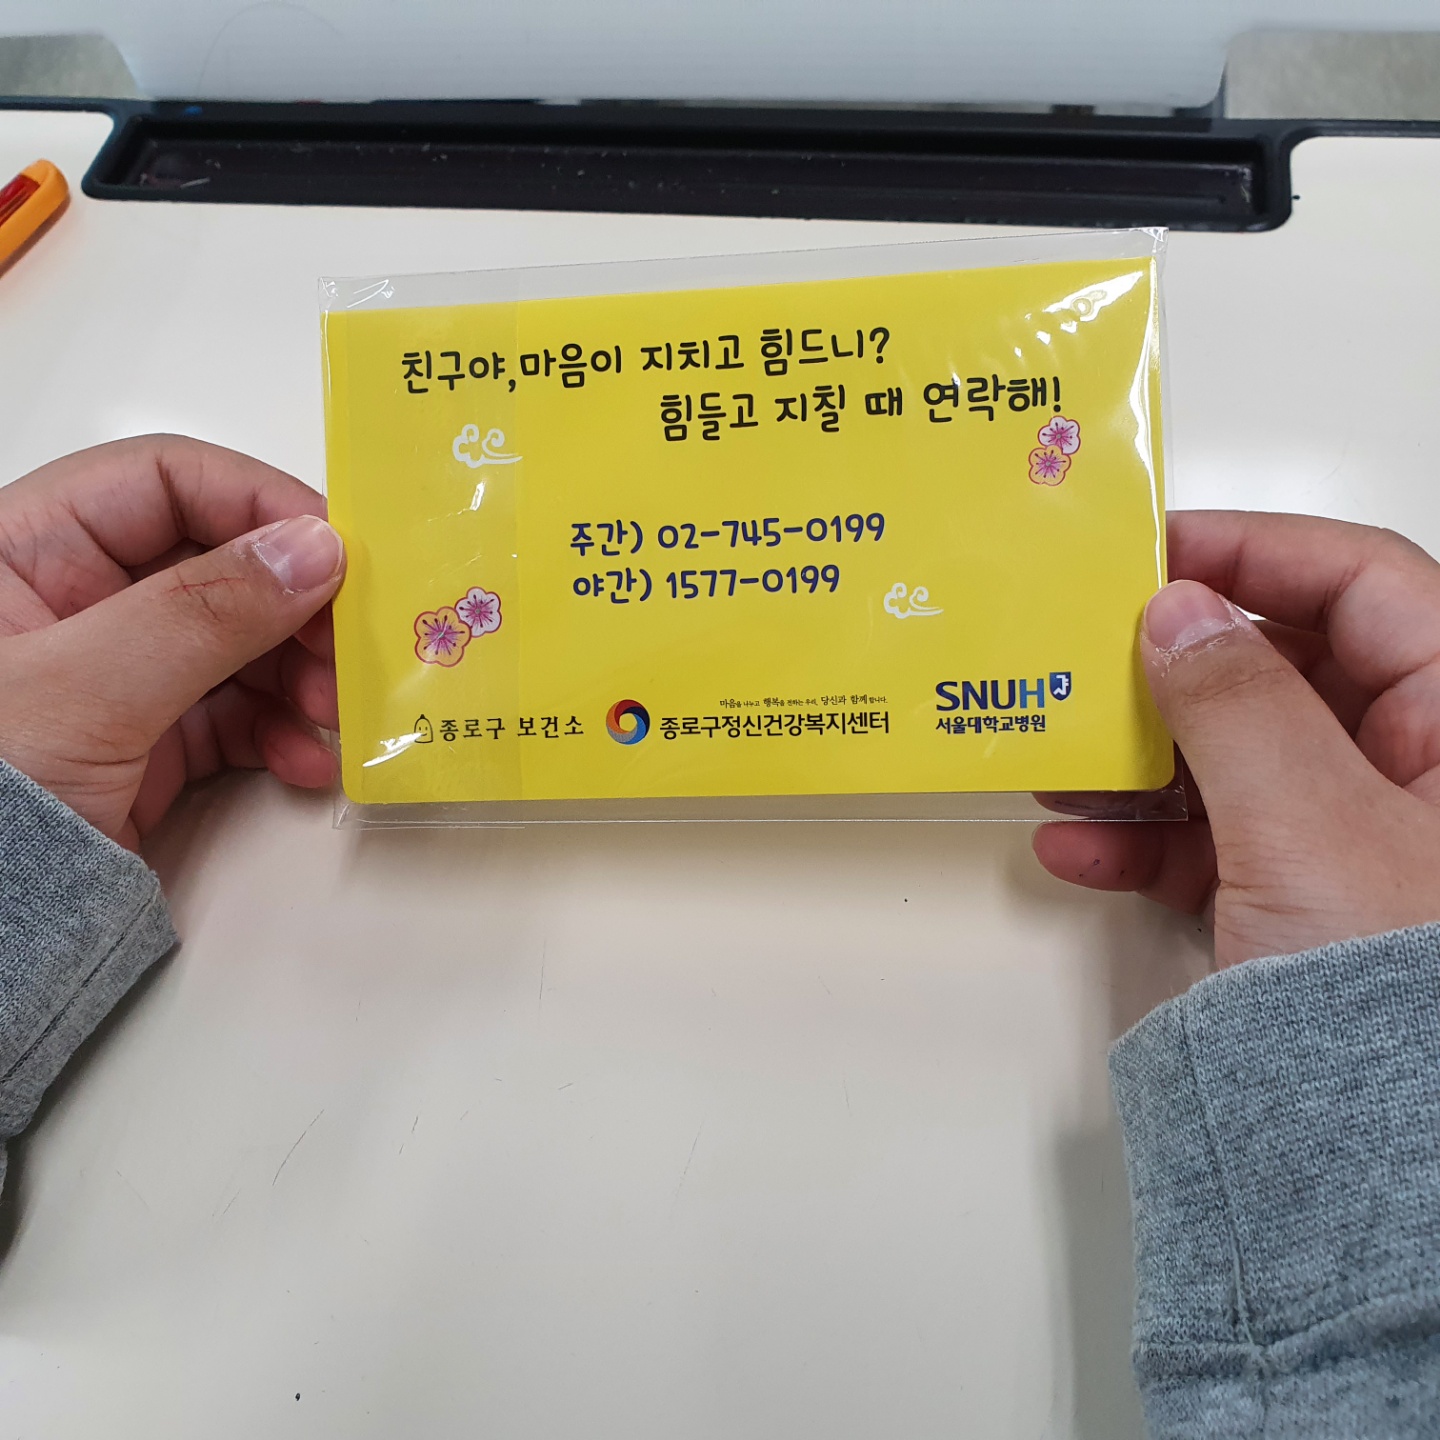 친구야,마음이 지치고 힘드니?
힘들고 지칠 때 연락해!
주간) 02-745-0199
야간) 1577-0199
종로구 보건소
마음을 나누고 행복을 전하는 우리, 당신과 함께합니다.
종로구정신건강복지센터
SNUH
서울대학교병원